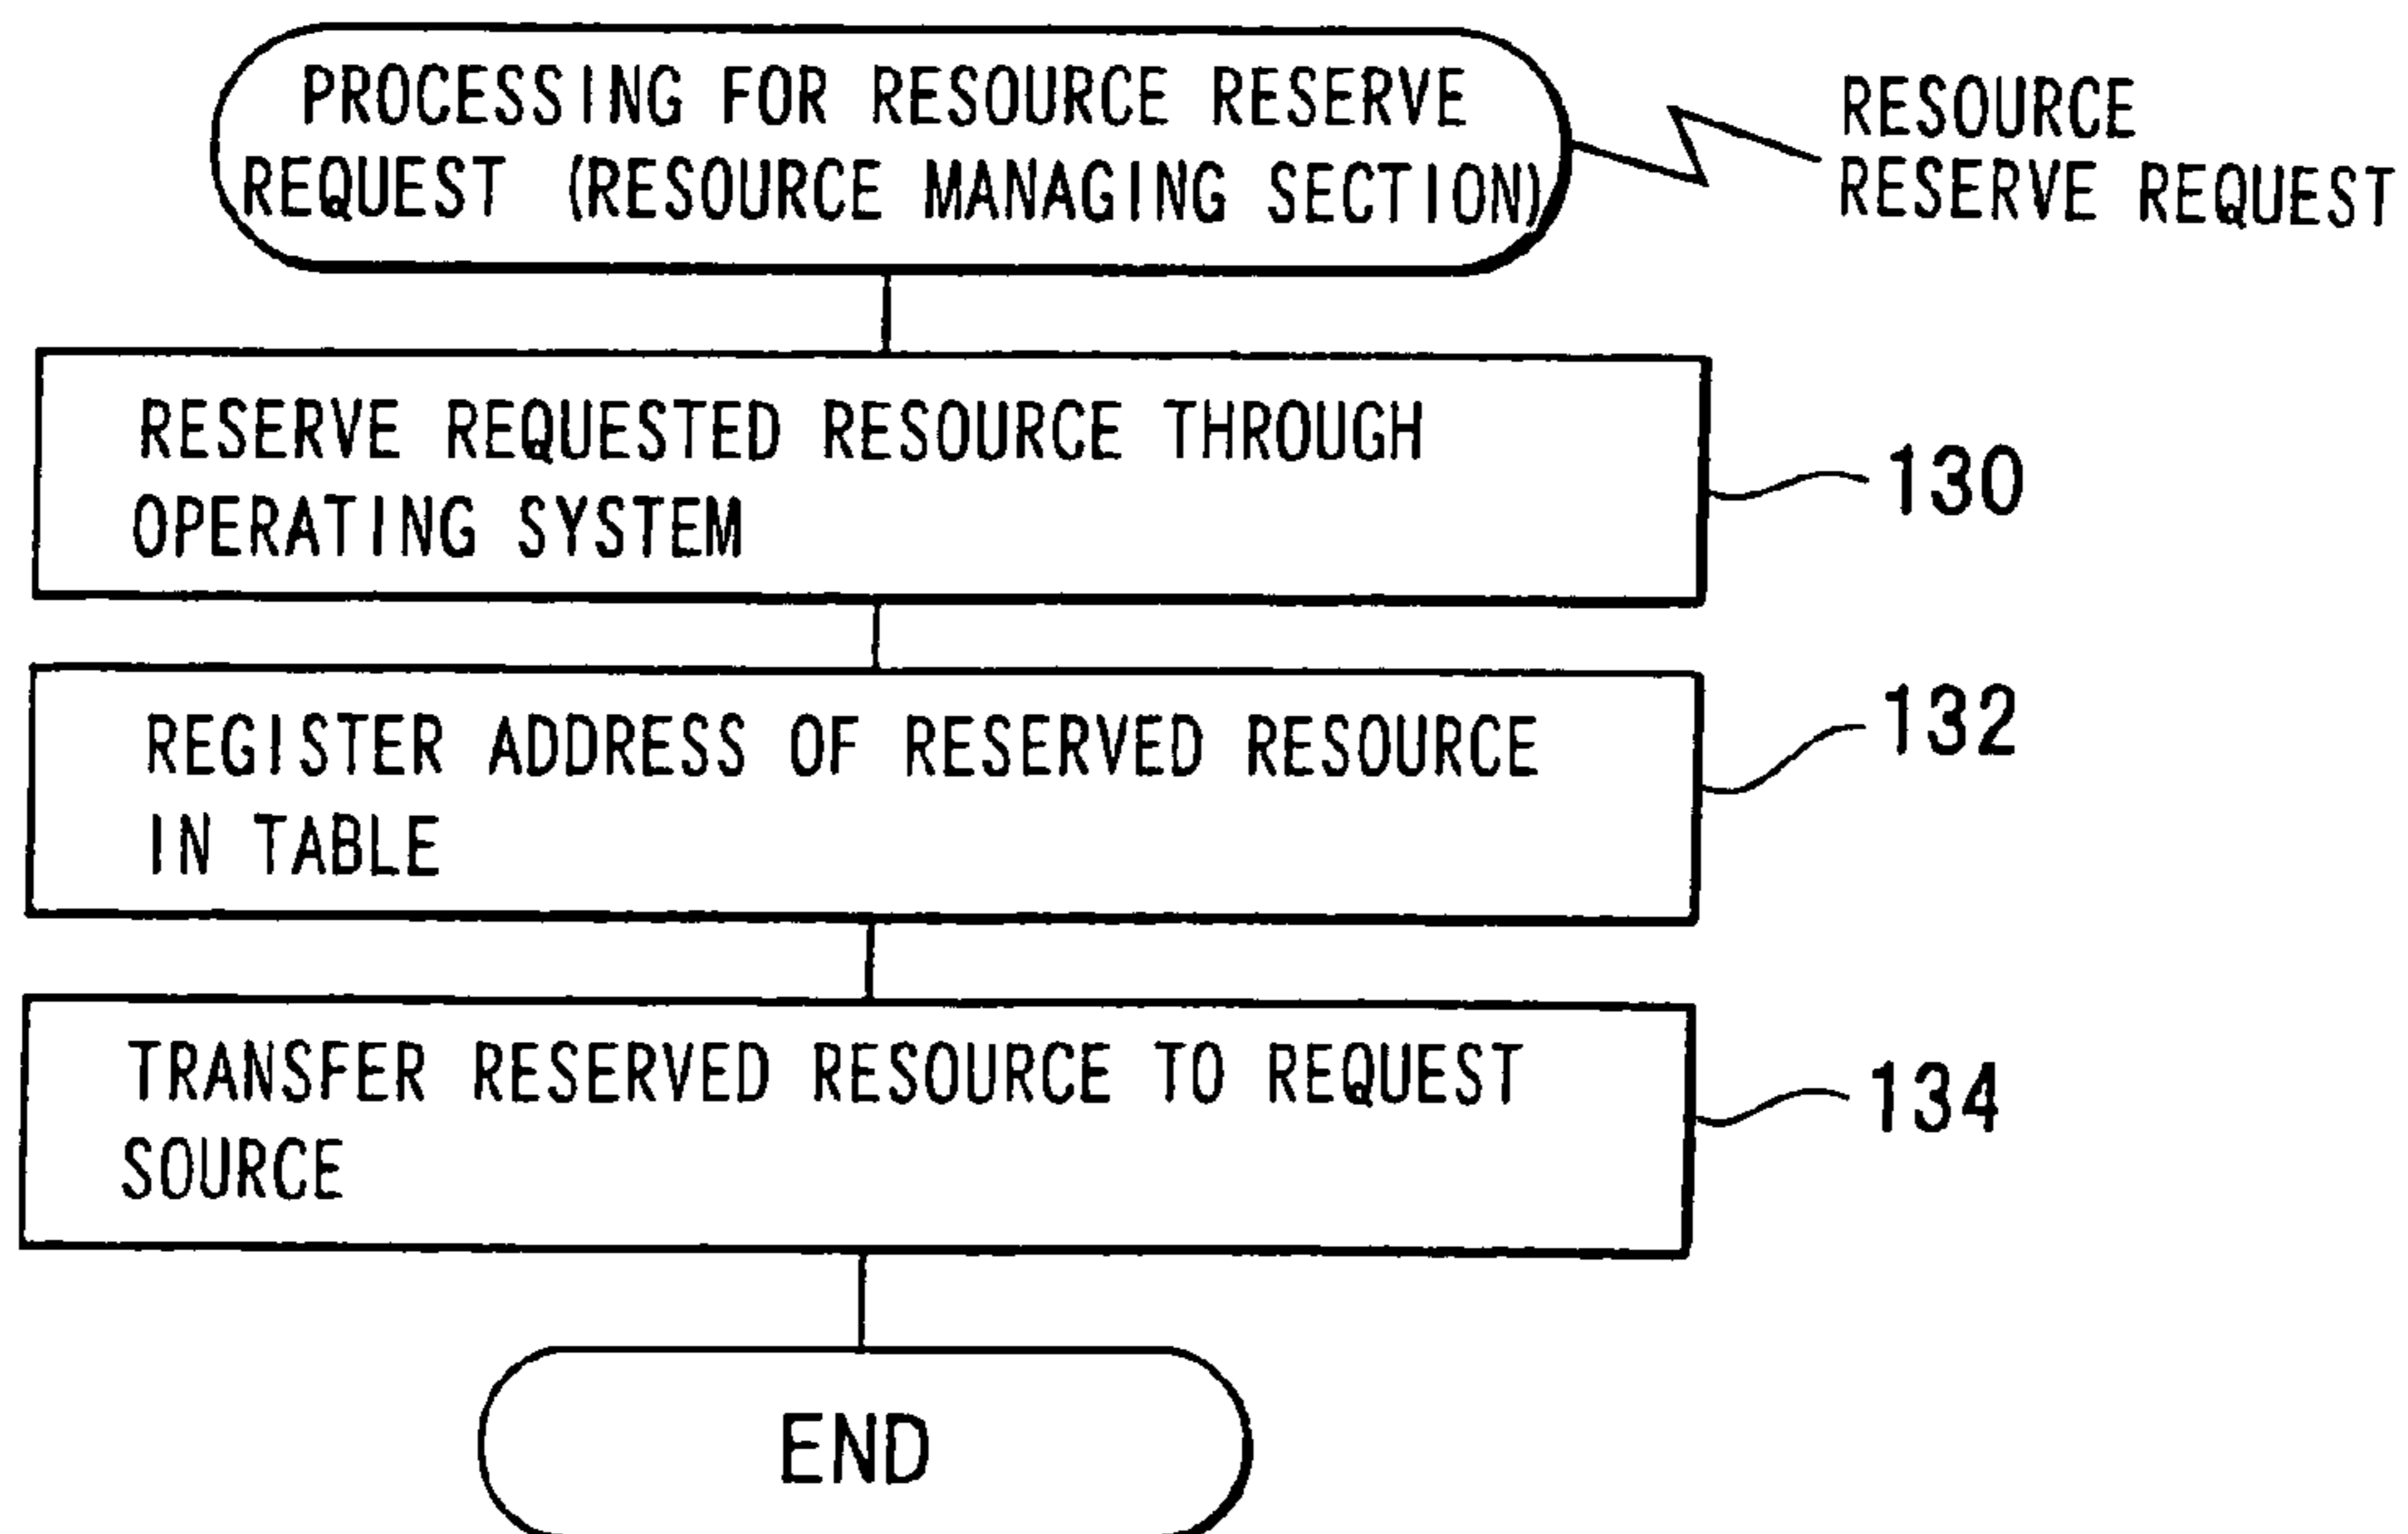 PROCESSING FOR RESOURCE RESERVE
REQUEST (RESOURCE MANAGING SECTION)
RESOURCE
RESERVE REQUEST
RESERVE REQUESTED RESOURCE THROUGH
OPERATING SYSTEM
130
REGISTER ADDRESS OF RESERVED RESOURCE
IN TABLE
132
TRANSFER RESERVED RESOURCE TO REQUEST
SOURCE
134
END